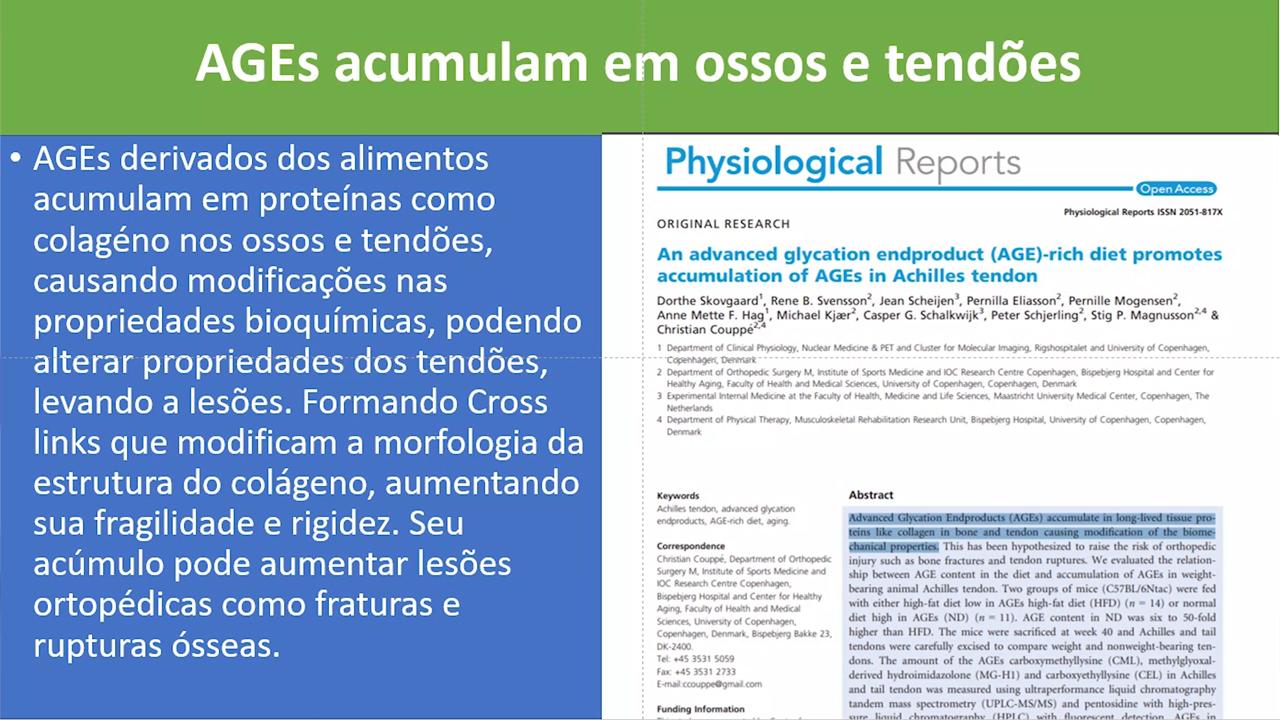 AGEs acumulam em ossos e tendões
• AGEs derivados dos alimentos
acumulam em proteínas como
colagéno nos ossos e tendões,
causando modificações nas
propriedades bioquímicas, podendo
alterar propriedades dos tendões,
levando a lesões. Formando Cross
links que modificam a morfologia da
estrutura do colágeno, aumentando
sua fragilidade e rigidez. Seu
acúmulo pode aumentar lesões
ortopédicas como fraturas e
rupturas ósseas.
Physiological Reports
Open Access
Physiological Reports ISSN 2051-817X
ORIGINAL RESEARCH
An advanced glycation endproduct (AGE)-rich diet promotes
accumulation of AGEs in Achilles tendon
Dorthe Skovgaard1, Rene B. Svensson2, Jean Scheijen3, Pernilla Eliasson2, Pernille Mogensen2,
Anne Mette F. Hag1, Michael Kjær2, Casper G. Schalkwijk3, Peter Schjerling2, Stig P. Magnusson2,4 &
Christian Couppé2,4
1 Department of Clinical Physiology, Nuclear Medicine & PET and Cluster for Molecular Imaging, Rigshospitalet and University of Copenhagen,
Copenhagen, Denmark
2 Department of Orthopedic Surgery M, Institute of Sports Medicine and IOC Research Centre Copenhagen, Bispebjerg Hospital and Center for
Healthy Aging, Faculty of Health and Medical Sciences, University of Copenhagen, Copenhagen, Denmark
3 Experimental Internal Medicine at the Faculty of Health, Medicine and Life Sciences, Maastricht University Medical Center, Copenhagen, The
Netherlands
4 Department of Physical Therapy, Musculoskeletal Rehabilitation Research Unit, Bispebjerg Hospital, University of Copenhagen, Copenhagen,
Denmark
Keywords
Achilles tendon, advanced glycation
endproducts, AGE-rich diet, aging.
Correspondence
Christian Couppé, Department of Orthopedic
Surgery M, Institute of Sports Medicine and
IOC Research Centre Copenhagen,
Bispebjerg Hospital and Center for Healthy
Aging, Faculty of Health and Medical
Sciences, University of Copenhagen,
Copenhagen, Denmark, Bispebjerg Bakke 23,
DK-2400.
Tel: +45 3531 5059
Fax: +45 3531 2733
E-mail:ccouppe@gmail.com
Funding Information
Abstract
Advanced Glycation Endproducts (AGEs) accumulate in long-lived tissue pro-
teins like collagen in bone and tendon causing modification of the biome-
chanical properties. This has been hypothesized to raise the risk of orthopedic
injury such as bone fractures and tendon ruptures. We evaluated the relation-
ship between AGE content in the diet and accumulation of AGEs in weight-
bearing animal Achilles tendon. Two groups of mice (C57BL/6Ntac) were fed
with either high-fat diet low in AGEs high-fat diet (HFD) (n = 14) or normal
diet high in AGEs (ND) (n = 11). AGE content in ND was six to 50-fold
higher than HFD. The mice were sacrificed at week 40 and Achilles and tail
tendons were carefully excised to compare weight and nonweight-bearing ten-
dons. The amount of the AGEs carboxymethyllysine (CML), methylglyoxal-
derived hydroimidazolone (MG-H1) and carboxyethyllysine (CEL) in Achilles
and tail tendon was measured using ultraperformance liquid chromatography
tandem mass spectrometry (UPLC-MS/MS) and pentosidine with high-pres-
sure liquid chromatography (HPLC) with fluorescent detection. AGEs in